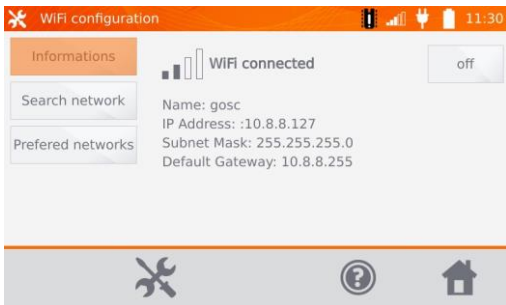 WiFi configuration
11:30
Informations
WiFi connected
off
Search network
Name: gosc
Prefered networks
IP Address: :10.8.8.127
Subnet Mask: 255.255.255.0
Default Gateway: 10.8.8.255
?